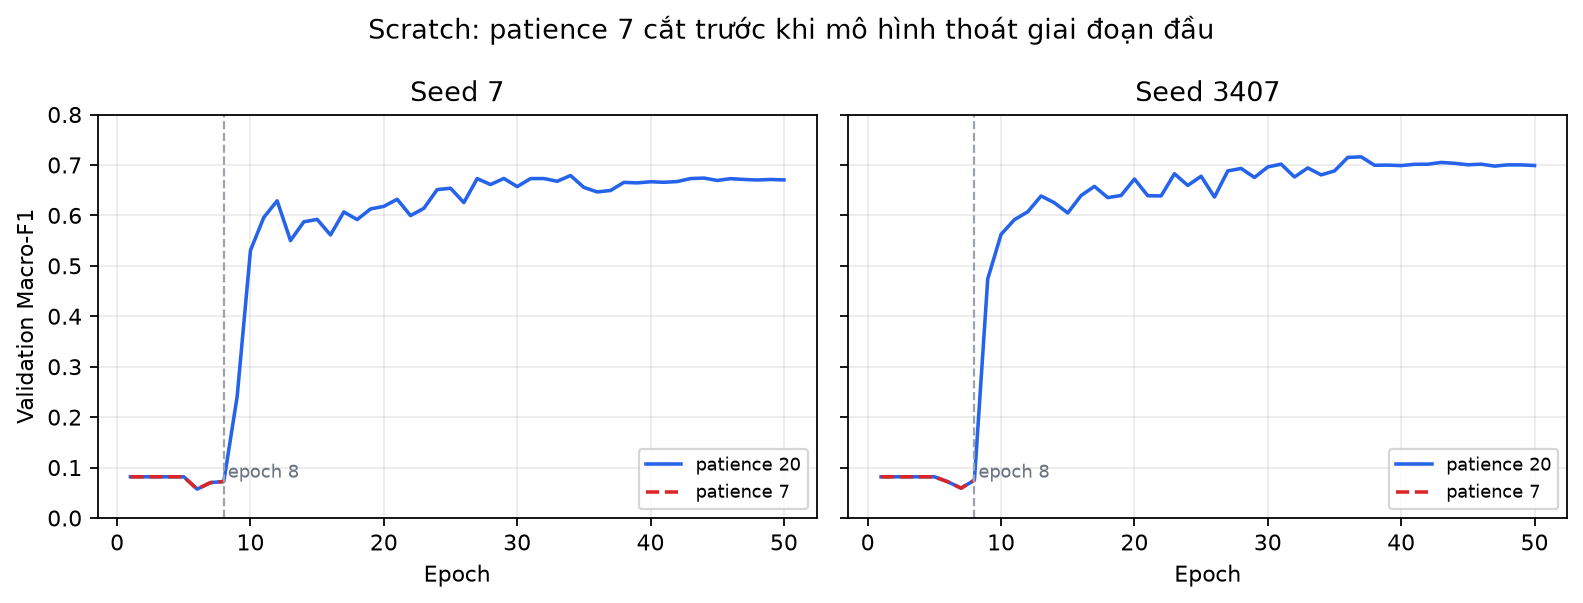 Scratch: patience 7 cắt trước khi mô hình thoát giai đoạn đầu
Seed 7
Validation Macro-F1
0.8
0.7
0.6
0.5
0.4
0.3
0.2
0.1
0.0
epoch 8
patience 20
patience 7
0 10 20 30 40 50
Epoch
Seed 3407
epoch 8
patience 20
patience 7
0 10 20 30 40 50
Epoch